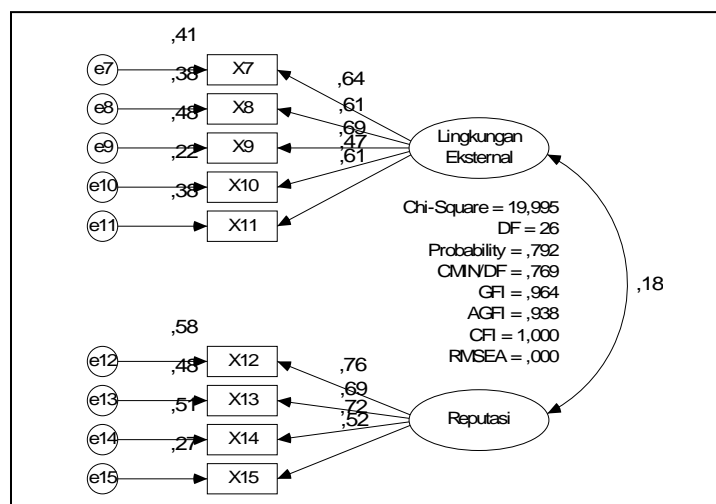 ,41
e7 X7 ,64
,38
e8 X8 ,61
,48
e9 X9 ,69
,22
e10 X10 ,47
,38
e11 X11 ,61
Lingkungan
Eksternal
Chi-Square = 19,995
DF = 26
Probability = ,792
CMIN/DF = ,769
GFI = ,964
AGFI = ,938
CFI = 1,000
RMSEA = ,000
,18
,58
e12 X12 ,76
,48
e13 X13 ,69
,51
e14 X14 ,72
,27
e15 X15 ,52
Reputasi